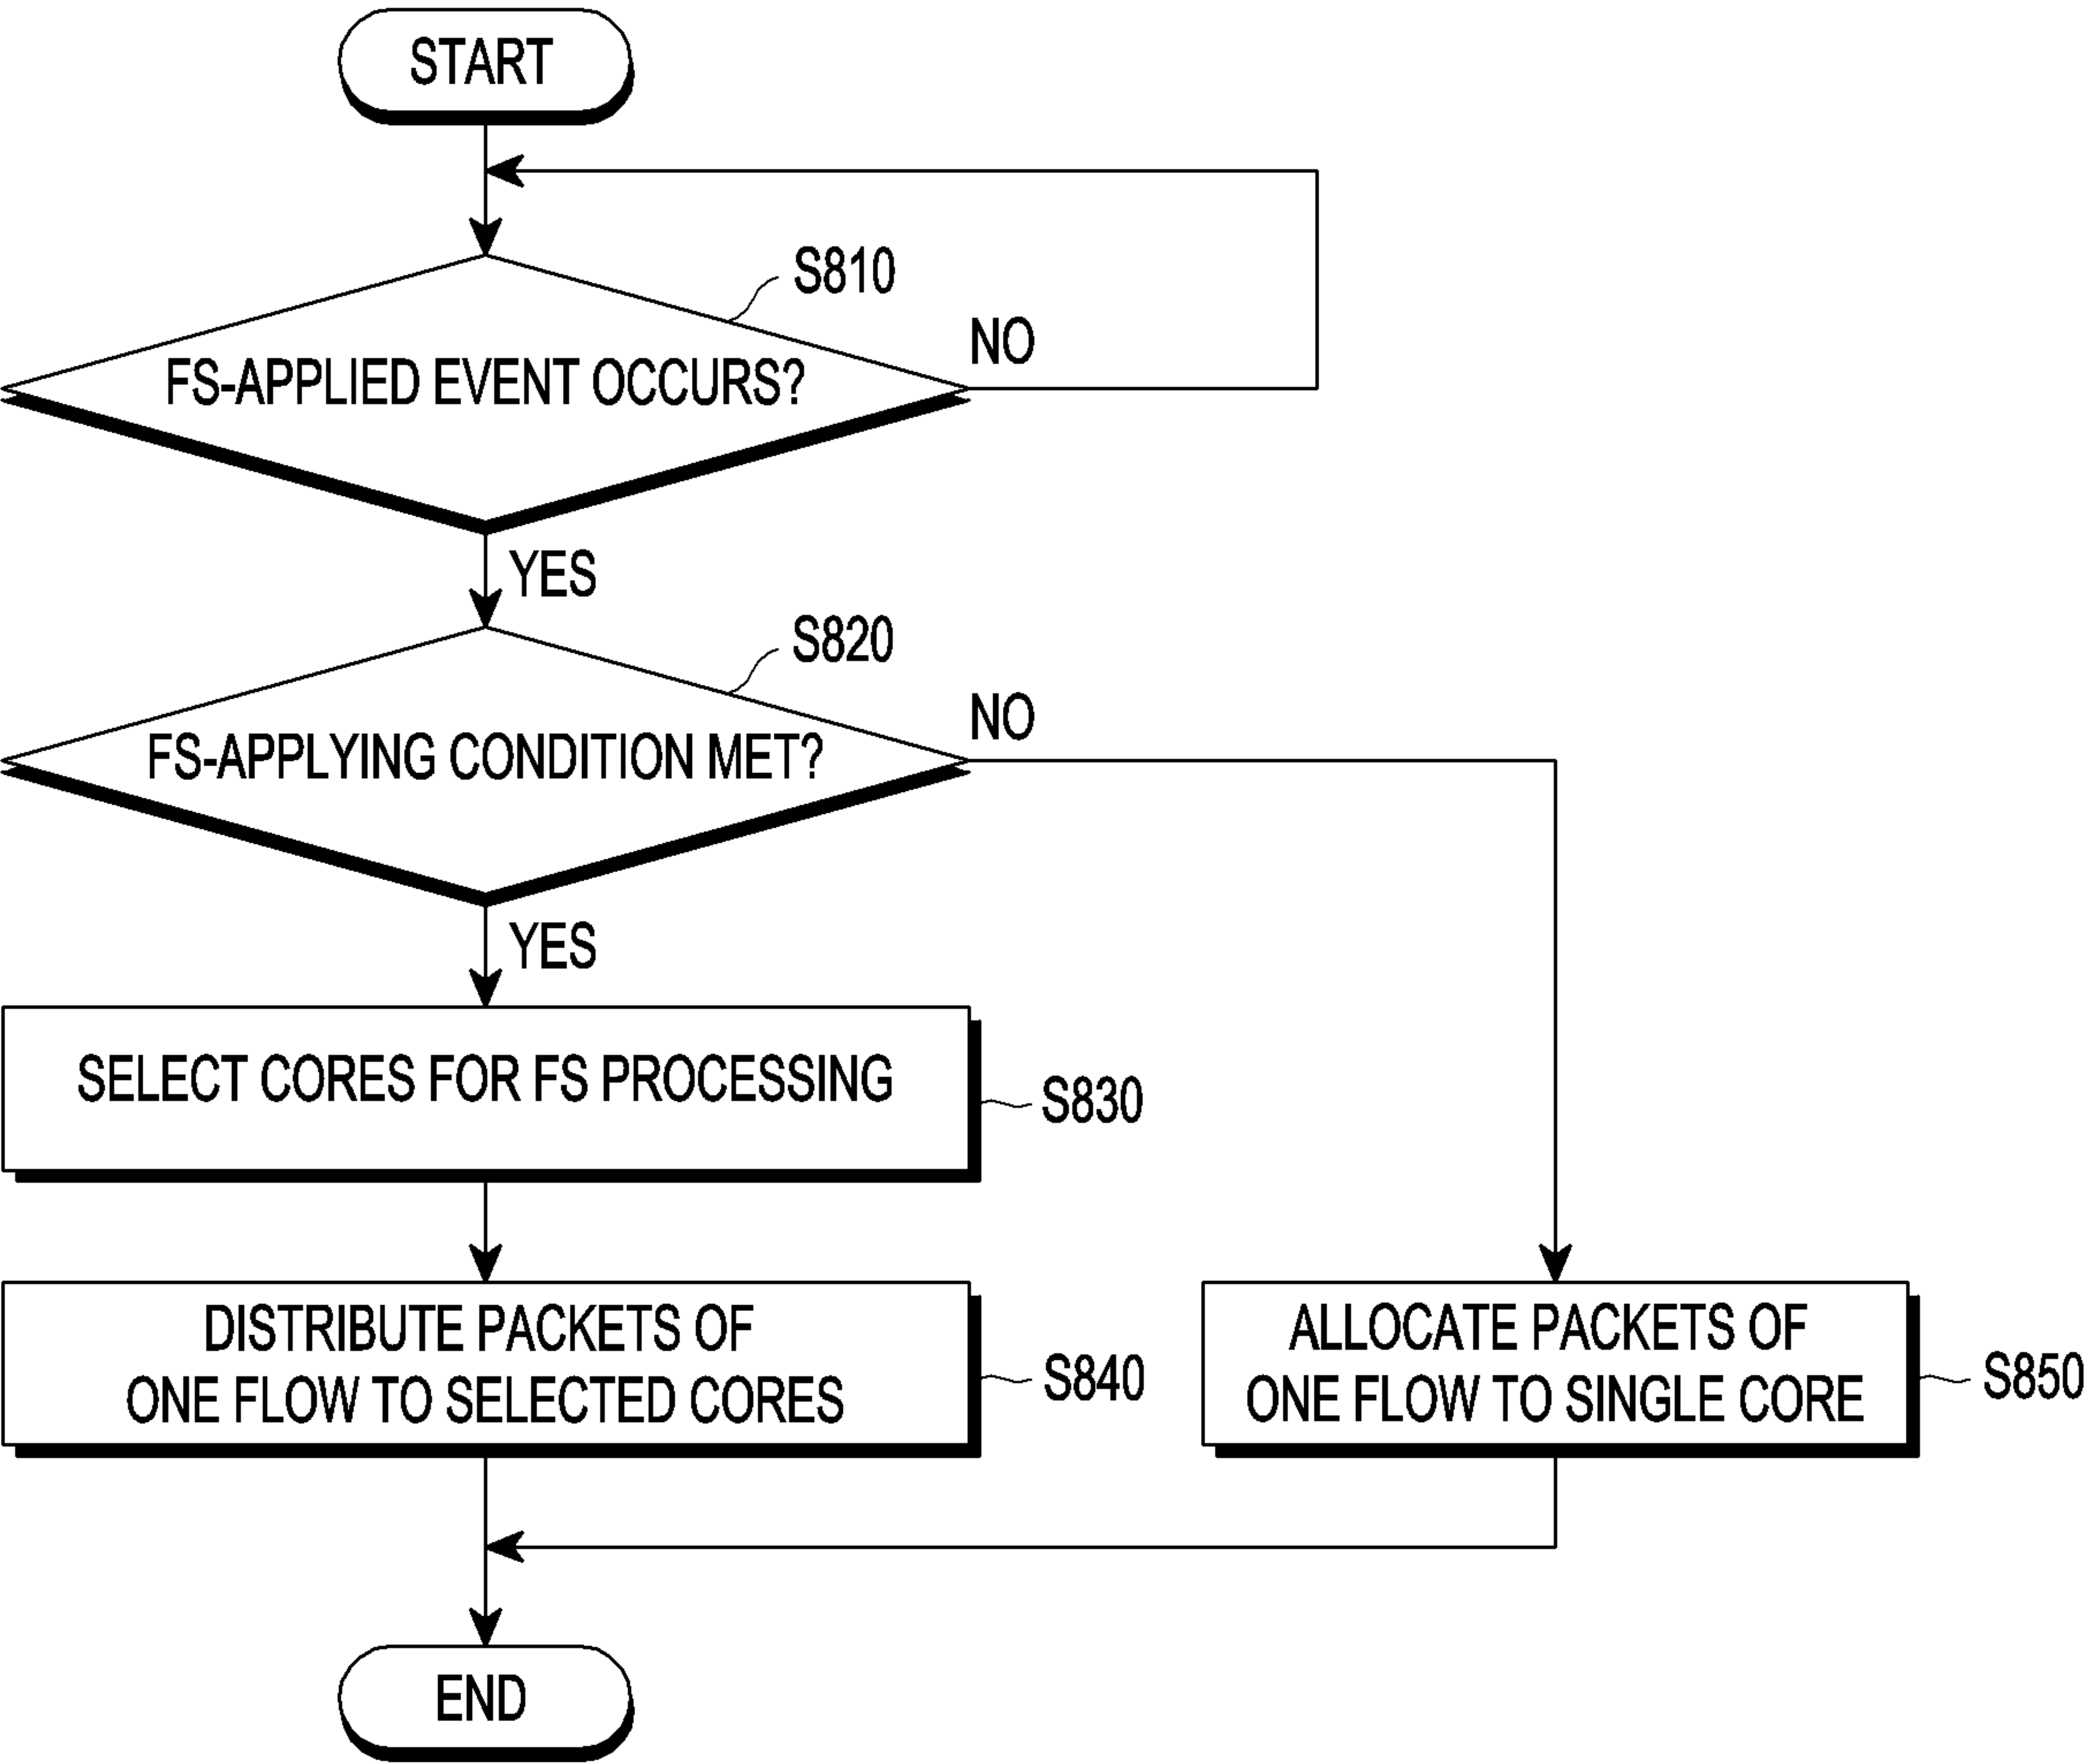 START
S810
NO
FS-APPLIED EVENT OCCURS?
YES
S820
NO
FS-APPLYING CONDITION MET?
YES
SELECT CORES FOR FS PROCESSING
S830
DISTRIBUTE PACKETS OF
ONE FLOW TO SELECTED CORES
S840
ALLOCATE PACKETS OF
ONE FLOW TO SINGLE CORE
S850
END